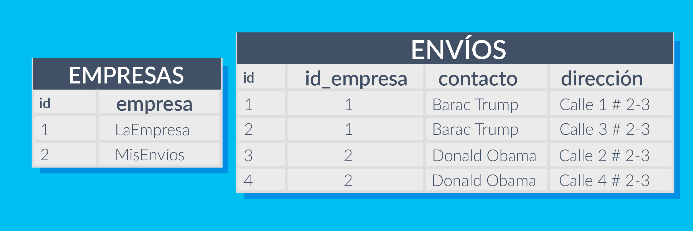 EMPRESAS
id empresa
1 LaEmpresa
2 MisEnvíos
ENVÍOS
id id_empresa contacto dirección
1 1 Barac Trump Calle 1 # 2-3
2 1 Barac Trump Calle 3 # 2-3
3 2 Donald Obama Calle 2 # 2-3
4 2 Donald Obama Calle 4 # 2-3